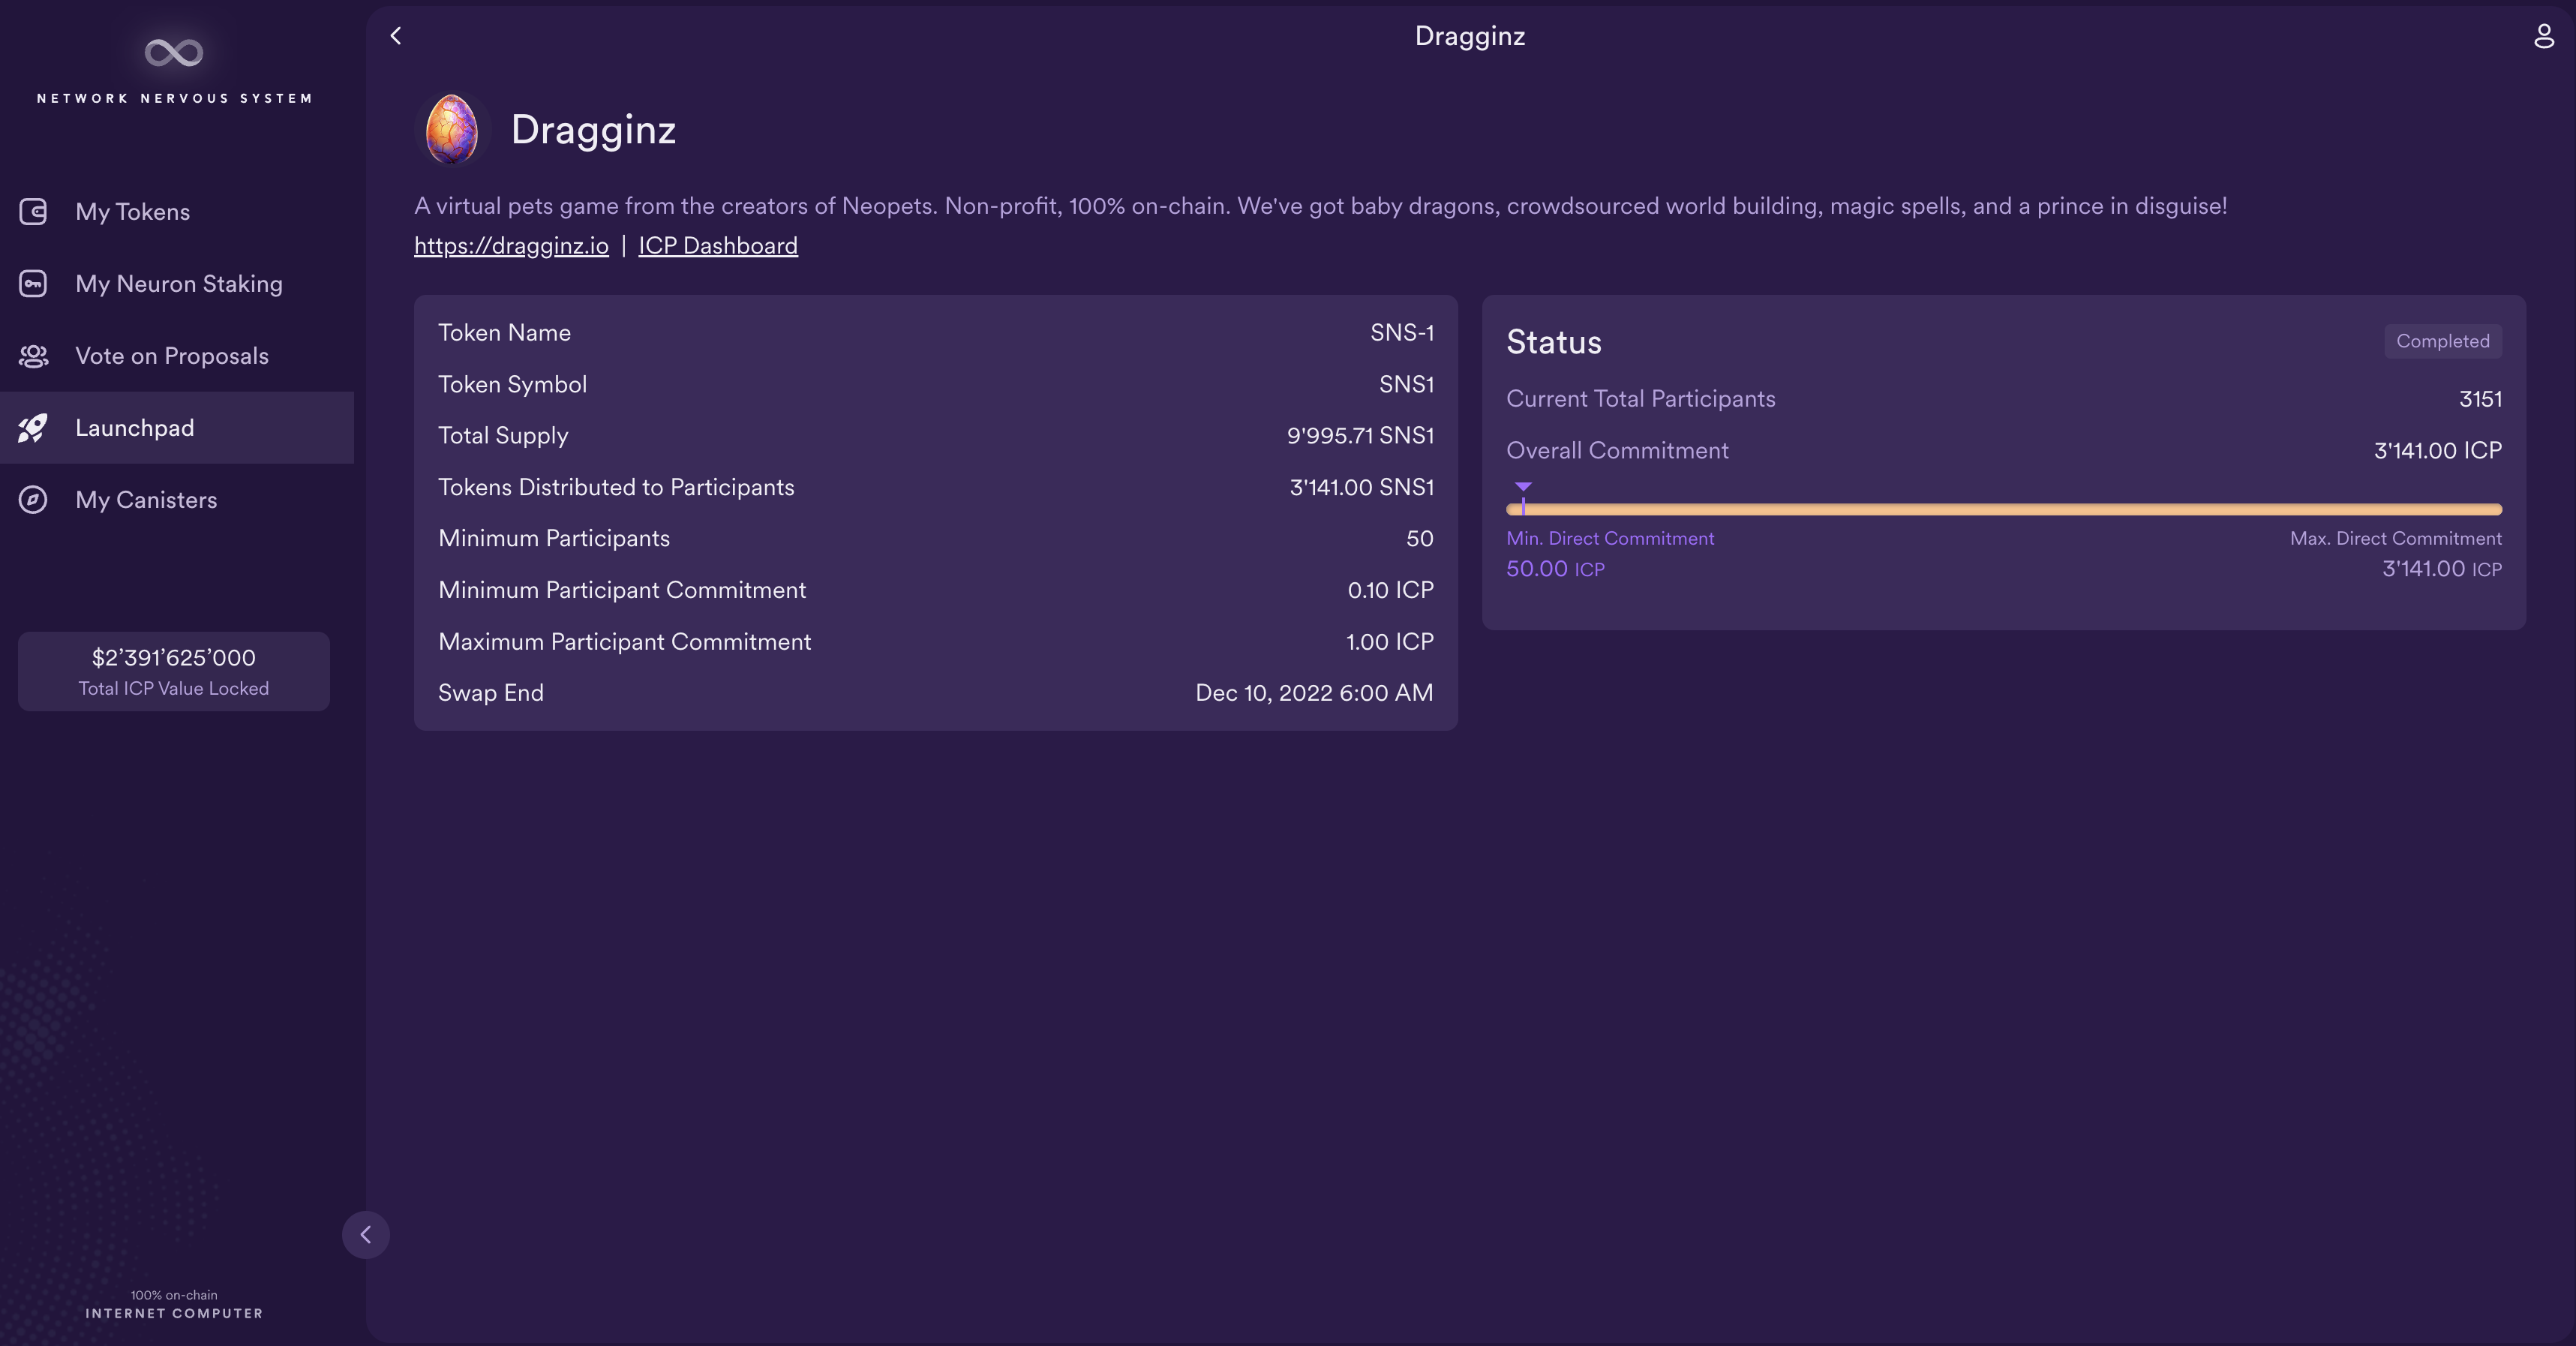 NETWORK NERVOUS SYSTEM
My Tokens
My Neuron Staking
Vote on Proposals
Launchpad
My Canisters
$2’391’625’000
Total ICP Value Locked
100% on-chain
INTERNET COMPUTER
Dragginz
Dragginz
A virtual pets game from the creators of Neopets. Non-profit, 100% on-chain. We've got baby dragons, crowdsourced world building, magic spells, and a prince in disguise!
https://dragginz.io | ICP Dashboard
Token Name SNS-1
Token Symbol SNS1
Total Supply 9'995.71 SNS1
Tokens Distributed to Participants 3'141.00 SNS1
Minimum Participants 50
Minimum Participant Commitment 0.10 ICP
Maximum Participant Commitment 1.00 ICP
Swap End Dec 10, 2022 6:00 AM
Status Completed
Current Total Participants 3151
Overall Commitment 3'141.00 ICP
Min. Direct Commitment Max. Direct Commitment
50.00 ICP 3'141.00 ICP